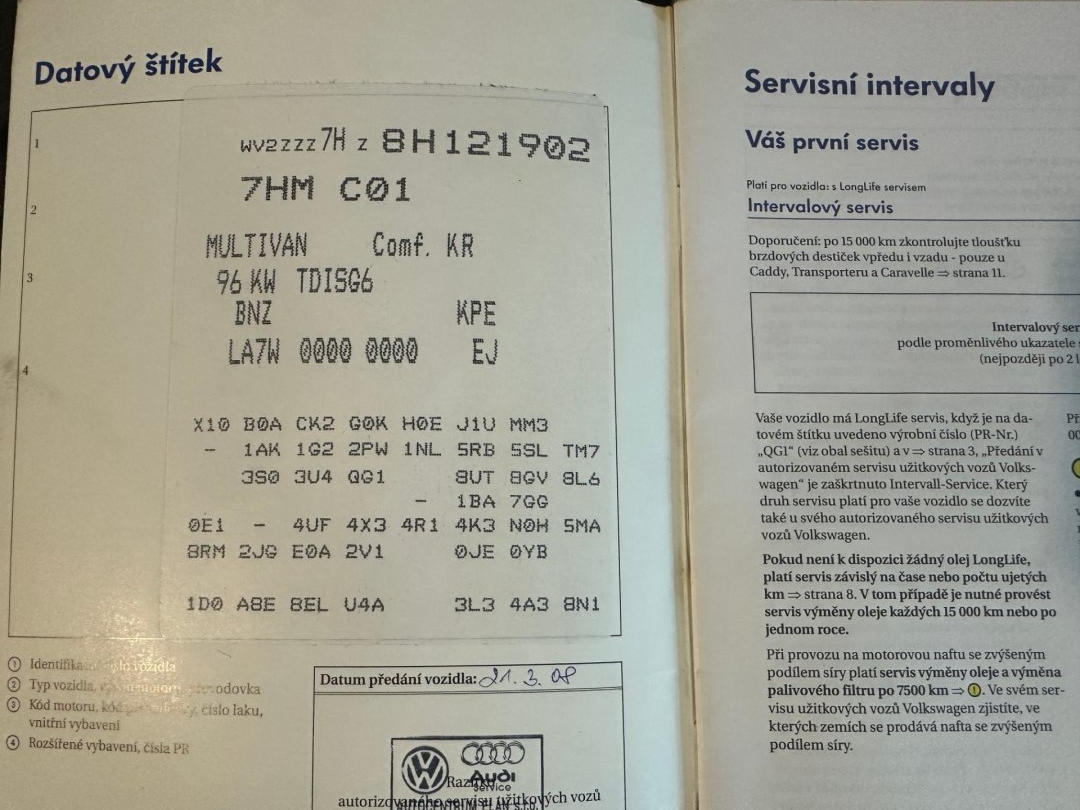 Datový štítek
1
WV2ZZZ 7H Z 8H121902
7HM C01
2
MULTIVAN Comf. KR
3
96 KW TDISG6
BNZ KPE
4
LA7W 0000 0000 EJ
X10 B0A CK2 G0K H0E J1U MM3
- 1AK 1G2 2PW 1NL 5RB 5SL TM7
3S0 3U4 QG1 8UT 8GV 8L6
- 1BA 7GG
0E1 - 4UF 4X3 4R1 4K3 N0H 5MA
8RM 2JG E0A 2V1 0JE 0YB
1D0 A8E 8EL U4A 3L3 4A3 8N1
① vozidla
② Typ vozidla,
③ Kód motoru, číslo laku,
vnitřní vybavení
④ Rozšířené vybavení, čísla PR
Datum předání vozidla: 21. 3. 08
Audi
Service
AUTOCENTRUM ELÁN s.r.o.
autorizovaného servisu užitkových vozů
Servisní intervaly
Váš první servis
Platí pro vozidla: s LongLife servisem
Intervalový servis
Doporučení: po 15 000 km zkontrolujte tloušťku
brzdových destiček vpředu i vzadu - pouze u
Caddy, Transporteru a Caravelle ⇒ strana 11.
Intervalový ser
podle proměnlivého ukazatele s
(nejpozději po 2 l
Vaše vozidlo má LongLife servis, když je na da-
tovém štítku uvedeno výrobní číslo (PR-Nr.)
„QG1“ (viz obal sešitu) a v ⇒ strana 3, „Předání v
autorizovaném servisu užitkových vozů Volks-
wagen“ je zaškrtnuto Intervall-Service. Který
druh servisu platí pro vaše vozidlo se dozvíte
také u svého autorizovaného servisu užitkových
vozů Volkswagen.
Pokud není k dispozici žádný olej LongLife,
platí servis závislý na čase nebo počtu ujetých
km ⇒ strana 8. V tom případě je nutné provést
servis výměny oleje každých 15 000 km nebo po
jednom roce.
Při provozu na motorovou naftu se zvýšeným
podílem síry platí servis výměny oleje a výměna
palivového filtru po 7500 km ⇒ ①. Ve svém ser-
visu užitkových vozů Volkswagen zjistíte, ve
kterých zemích se prodává nafta se zvýšeným
podílem síry.